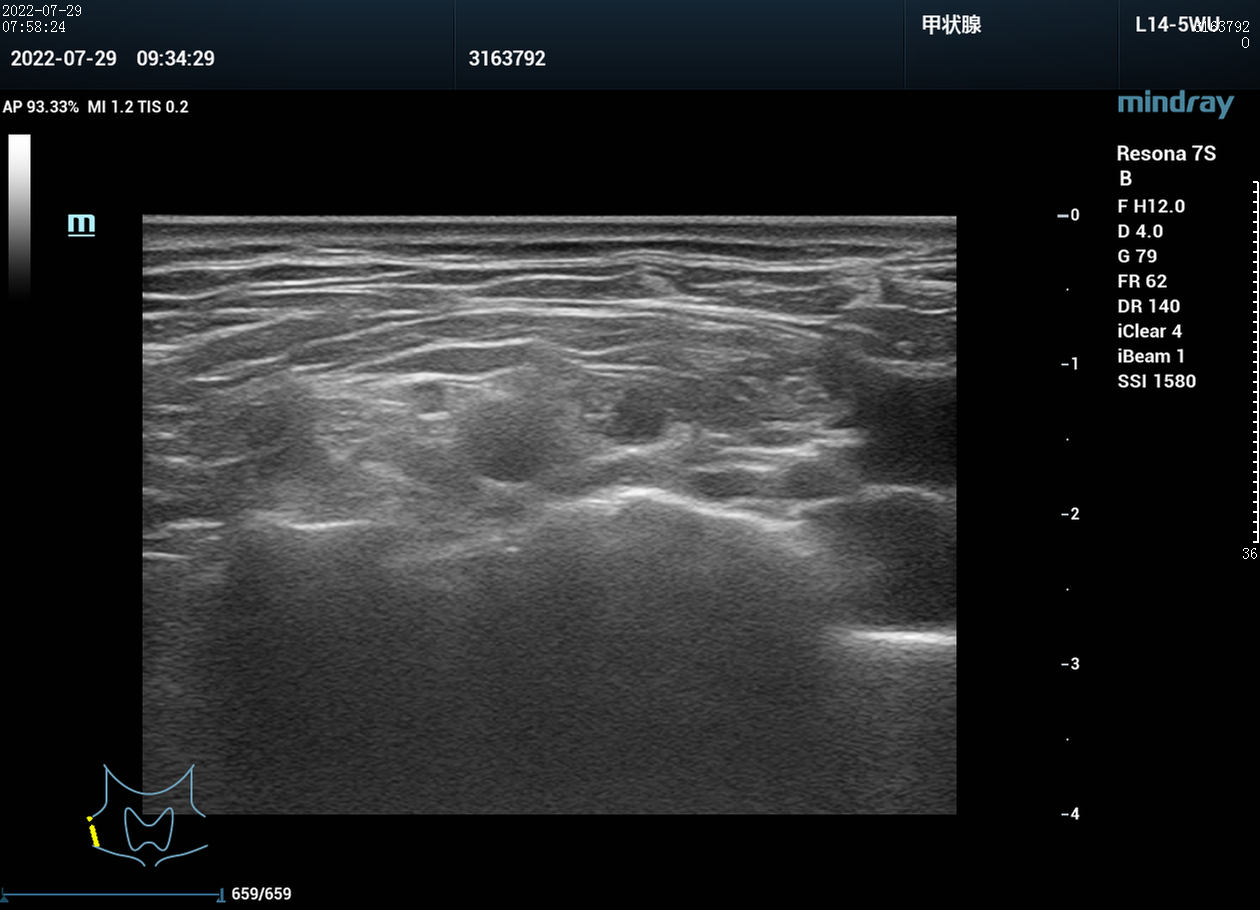 2022-07-29
07:58:24
甲状腺
L14-5WU
3163792
0
2022-07-29 09:34:29
3163792
AP 93.33% MI 1.2 TIS 0.2
mindray
Resona 7S
B
F H12.0
D 4.0
G 79
FR 62
DR 140
iClear 4
iBeam 1
SSI 1580
m
0
-1
-2
-3
-4
36
659/659